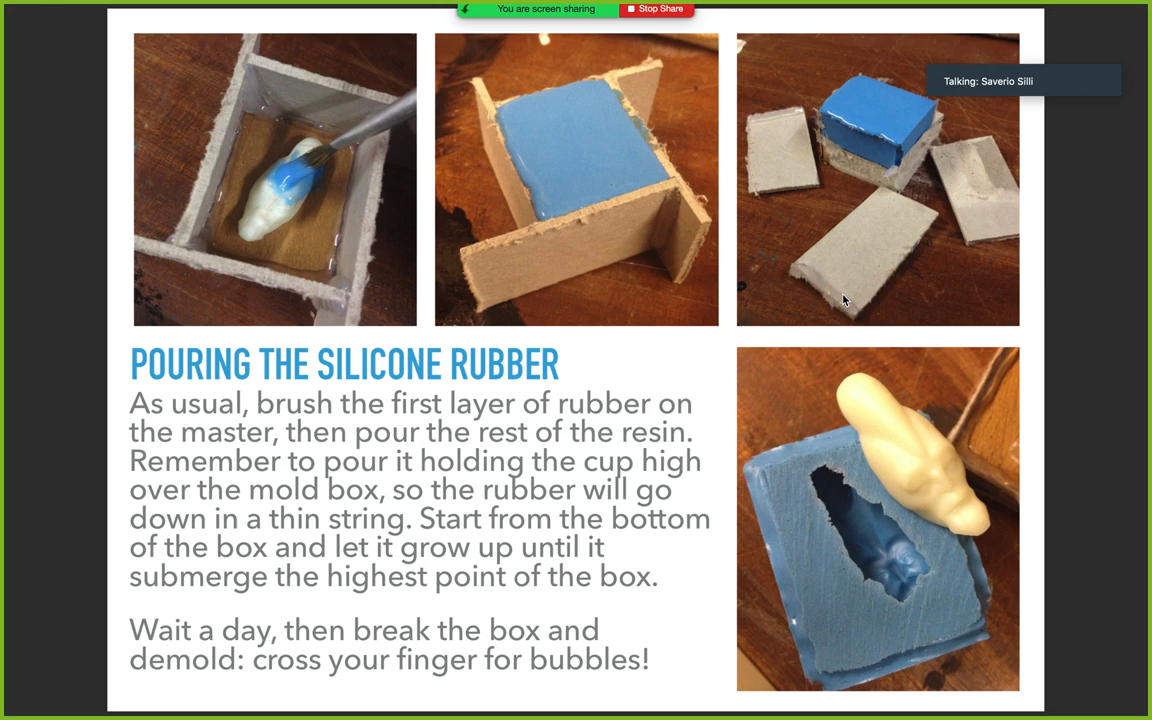 You are screen sharing
Stop Share
Talking: Saverio Silli
POURING THE SILICONE RUBBER
As usual, brush the first layer of rubber on
the master, then pour the rest of the resin.
Remember to pour it holding the cup high
over the mold box, so the rubber will go
down in a thin string. Start from the bottom
of the box and let it grow up until it
submerge the highest point of the box.
Wait a day, then break the box and
demold: cross your finger for bubbles!